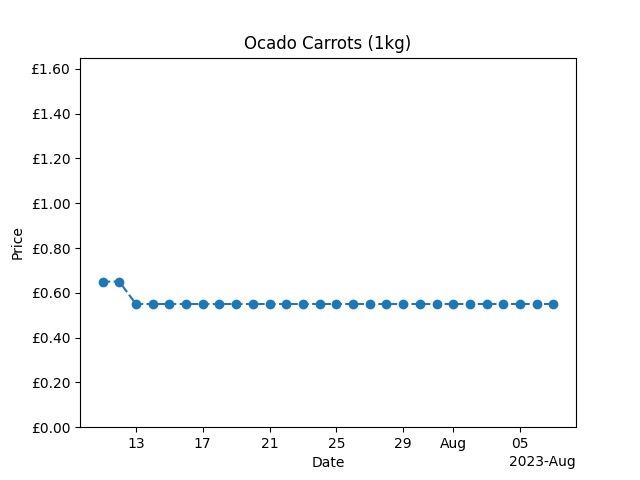 Ocado Carrots (1kg)
£1.60
£1.40
£1.20
£1.00
£0.80
£0.60
£0.40
£0.20
£0.00
Price
13 17 21 25 29 Aug 05
Date
2023-Aug